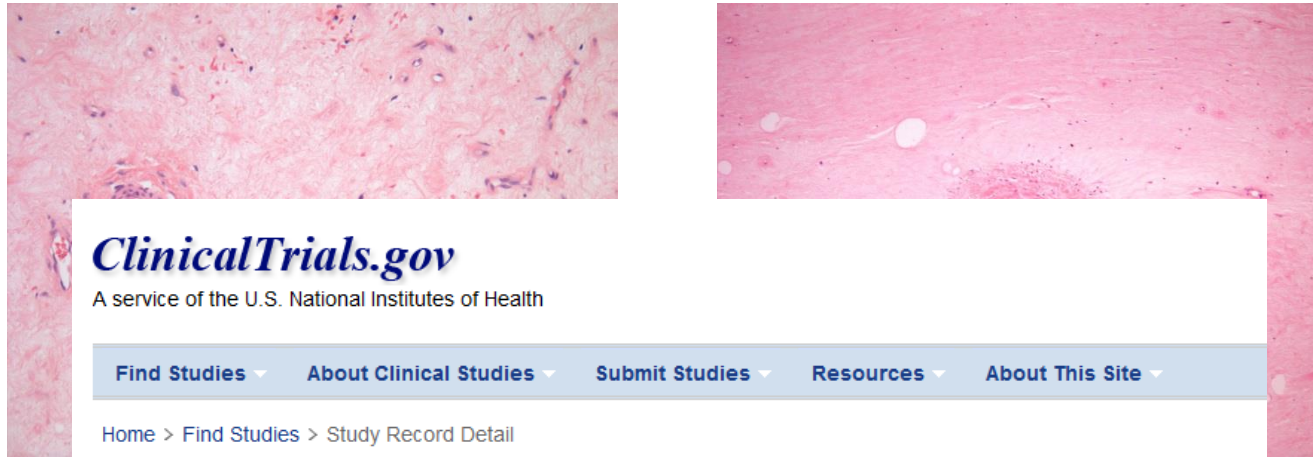 ClinicalTrials.gov
A service of the U.S. National Institutes of Health
Find Studies About Clinical Studies Submit Studies Resources About This Site
Home > Find Studies > Study Record Detail